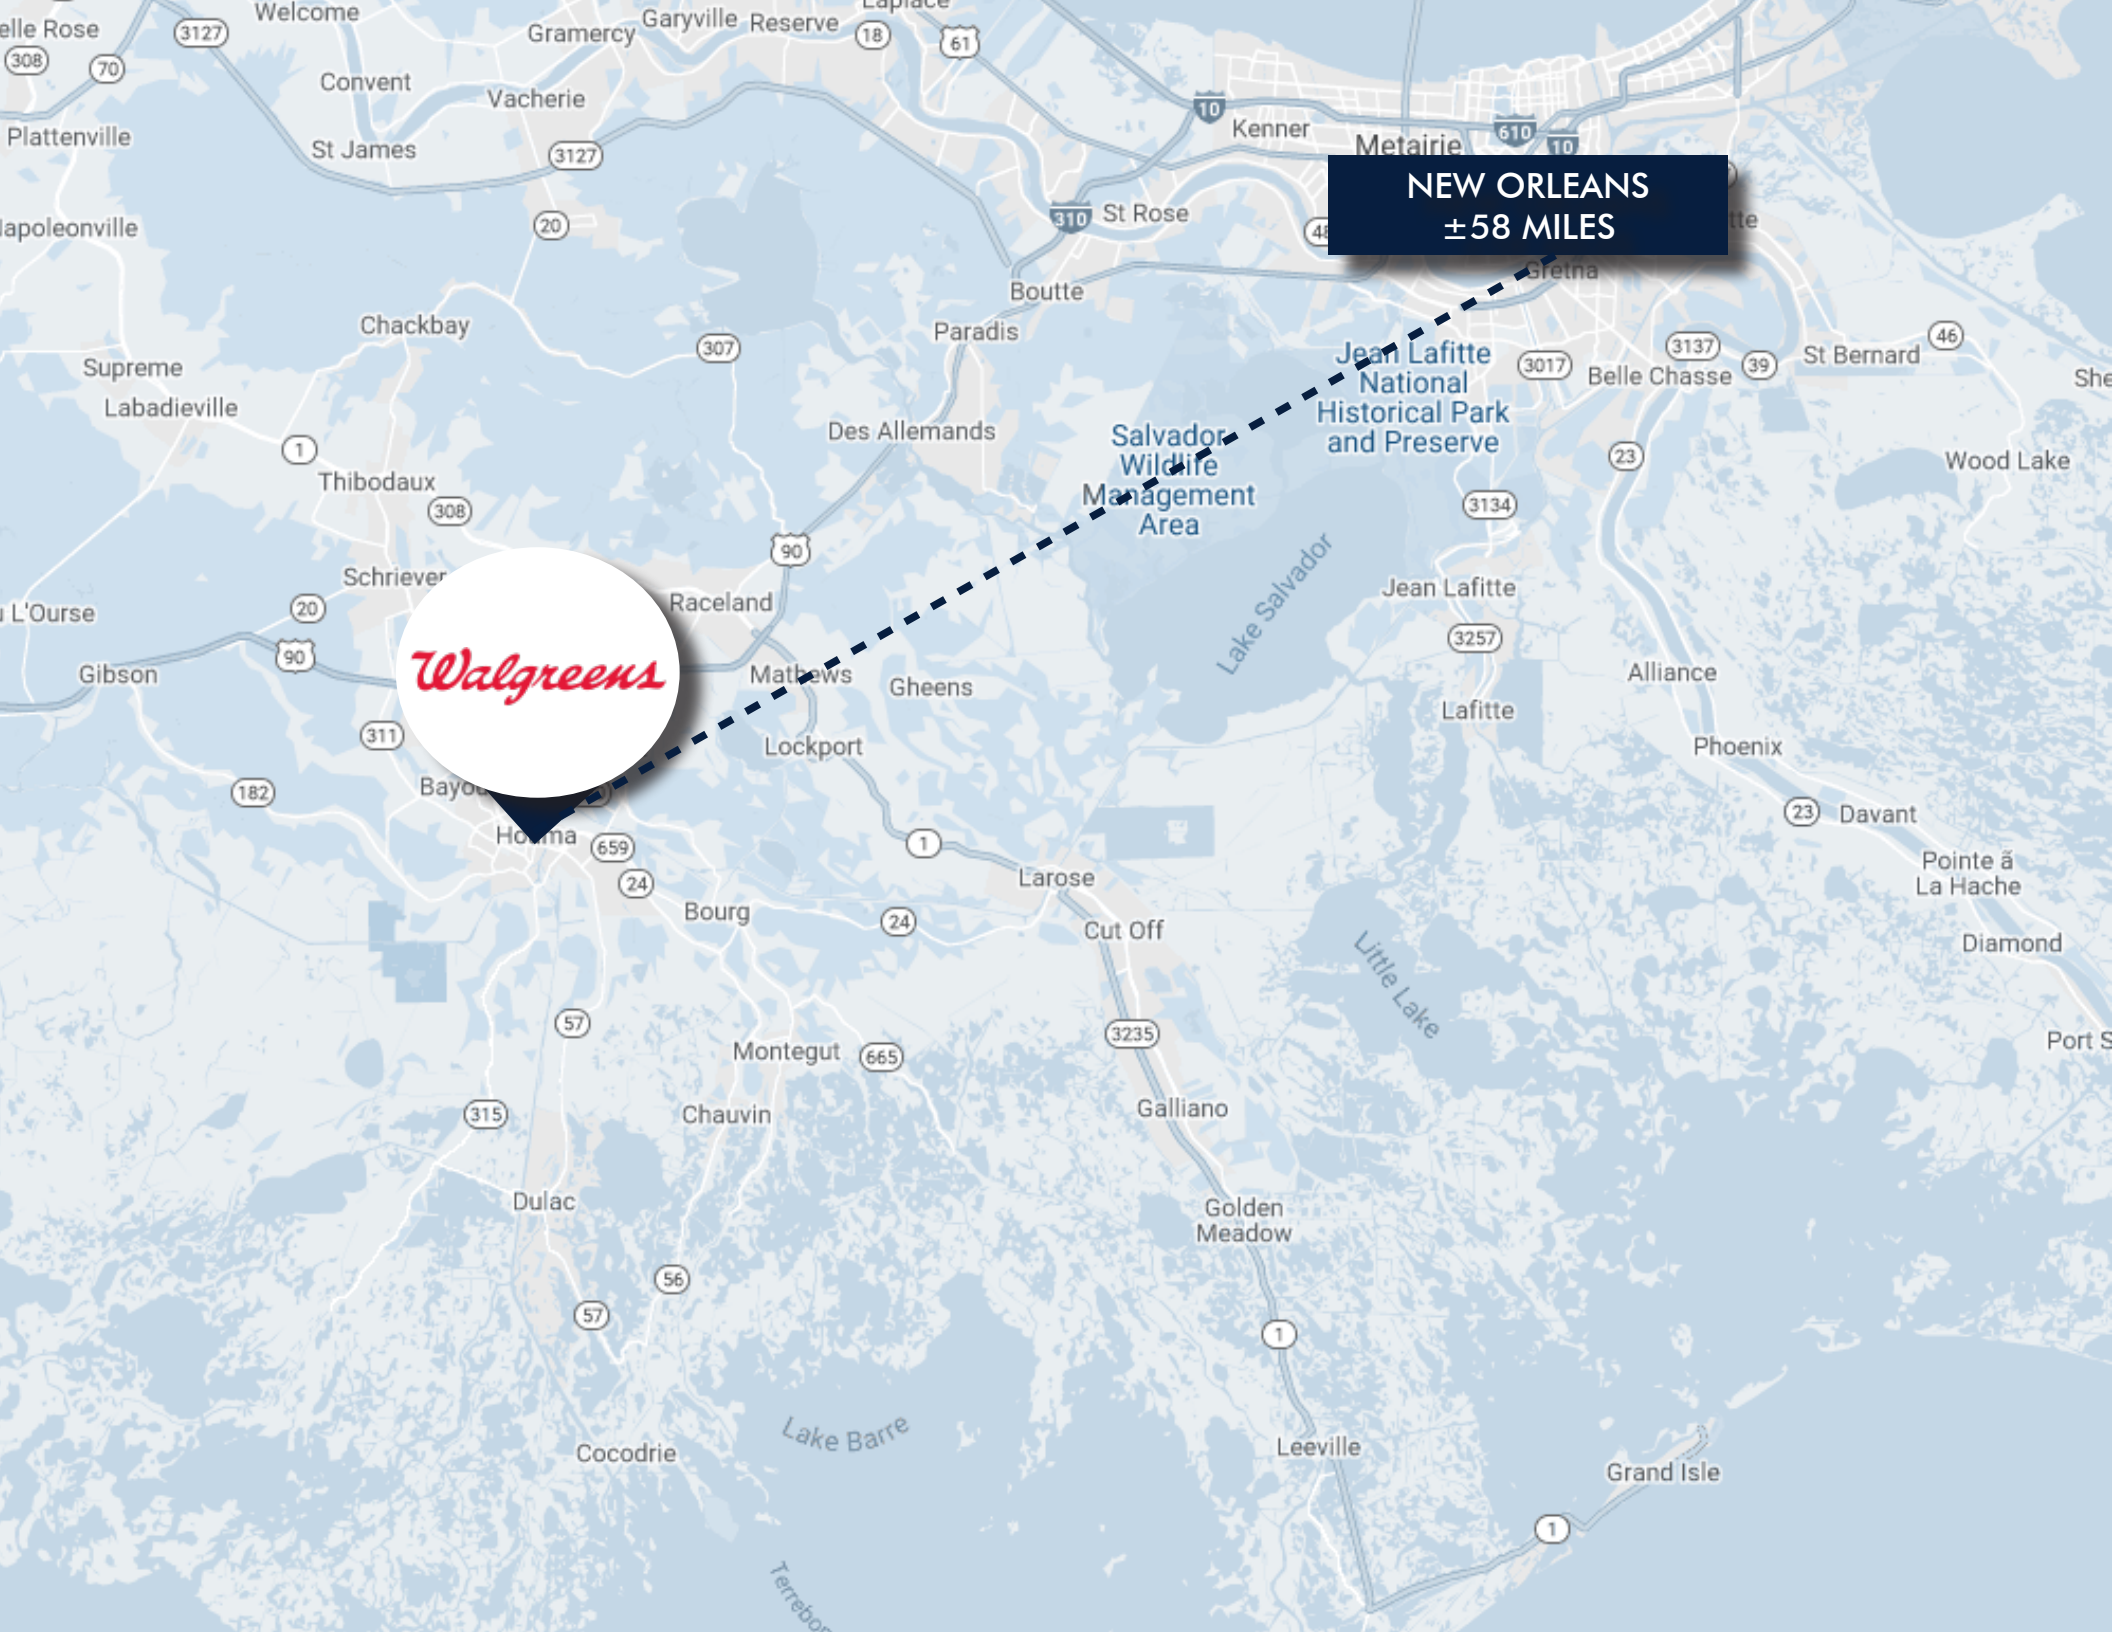 Welcome
Garyville
Reserve
18
61
3127
Gramercy
elle Rose
308
70
Convent
Vacherie
10
Kenner
610
10
Metairie
Plattenville
St James
3127
NEW ORLEANS
±58 MILES
20
310
St Rose
apoleonville
Gretna
Boutte
Chackbay
Paradis
307
Supreme
Labadieville
Jean Lafitte
National
Historical Park
and Preserve
3017
3137
Belle Chasse
39
St Bernard
46
Des Allemands
Salvador
Wildlife
Management
Area
1
Thibodaux
308
23
Wood Lake
3134
90
Schriever
Raceland
Lake Salvador
Jean Lafitte
20
L'Ourse
3257
90
Gibson
Walgreens
Mathews
Gheens
Alliance
Lafitte
311
Lockport
Phoenix
182
Houma
659
1
23
Davant
24
Larose
Pointe ã
La Hache
Bourg
24
Cut Off
Little Lake
Diamond
57
3235
Port S
Montegut
665
315
Chauvin
Galliano
Dulac
Golden
Meadow
56
57
1
Lake Barre
Cocodrie
Leeville
Grand Isle
1